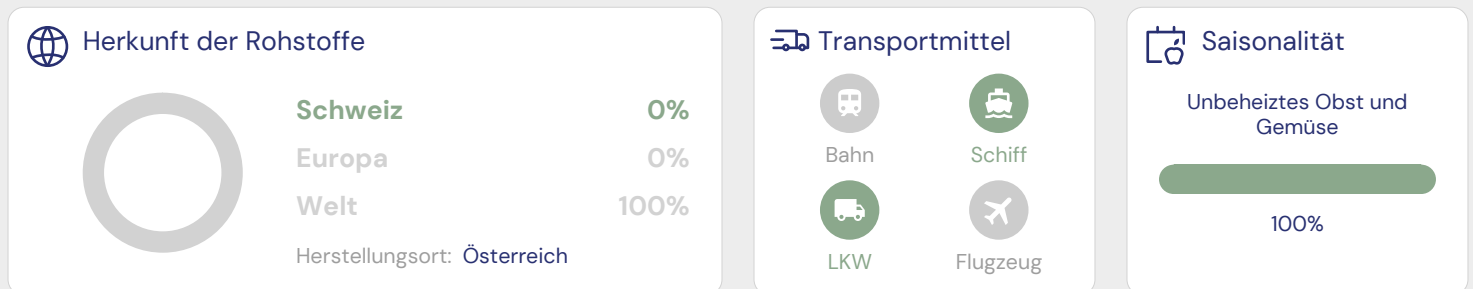 Herkunft der Rohstoffe
Schweiz 0%
Europa 0%
Welt 100%
Herstellungsort: Österreich
Transportmittel
Bahn Schiff
LKW Flugzeug
Saisonalität
Unbeheiztes Obst und
Gemüse
100%